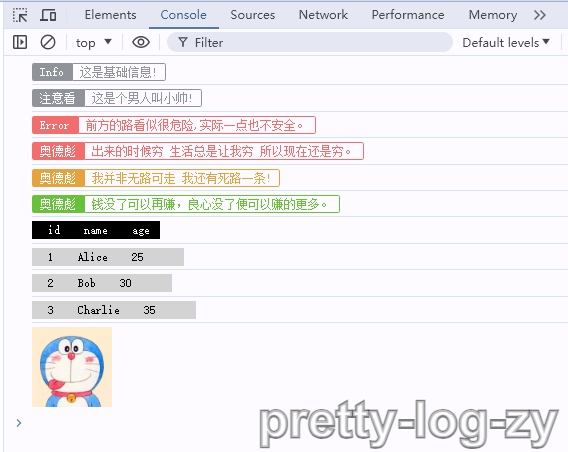 Elements Console Sources Network Performance Memory
top Filter Default levels
Info 这是基础信息!
注意看 这是个男人叫小帅!
Error 前方的路看似很危险,实际一点也不安全。
奥德彪 出来的时候穷 生活总是让我穷 所以现在还是穷。
奥德彪 我并非无路可走 我还有死路一条!
奥德彪 钱没了可以再赚，良心没了便可以赚的更多。
id name age
1 Alice 25
2 Bob 30
3 Charlie 35
pretty-log-zy